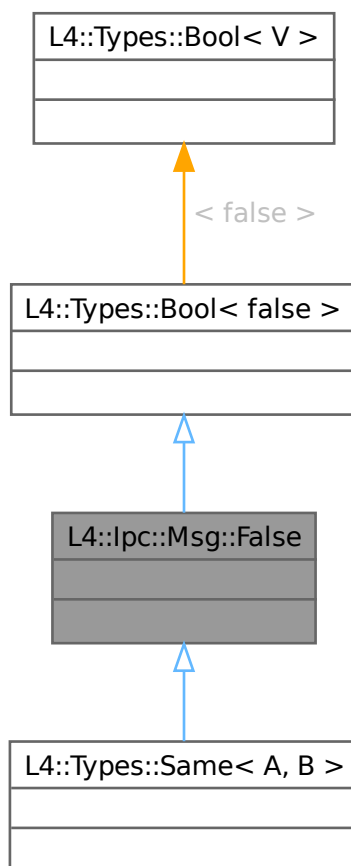 L4::Types::Bool< V >
< false >
L4::Types::Bool< false >
L4::Ipc::Msg::False
L4::Types::Same< A, B >